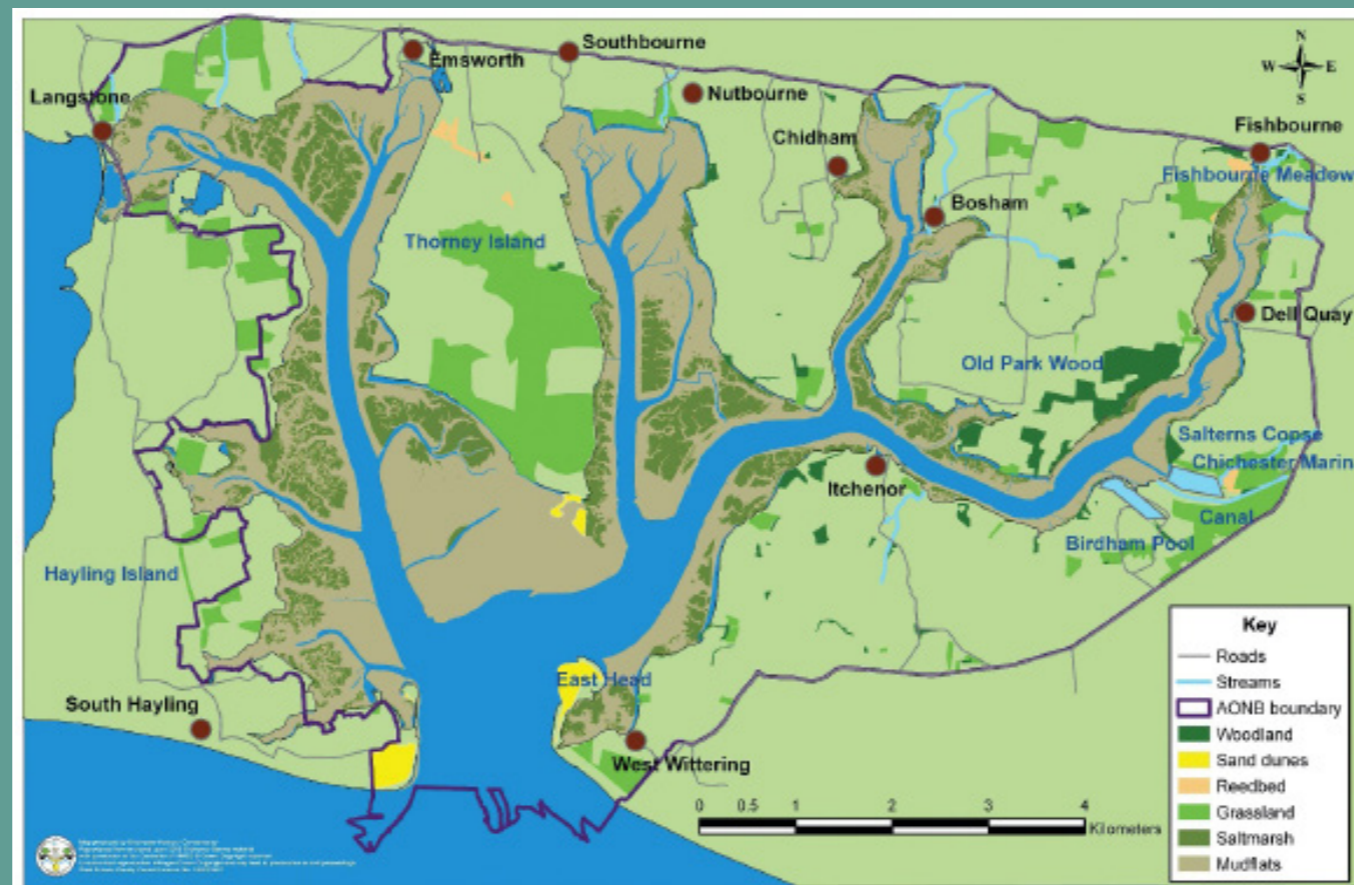 N
W E
S
Southbourne
Emsworth
Langstone
Nutbourne
Fishbourne
Chidham
Fishbourne Meadow
Bosham
Thorney Island
Dell Quay
Old Park Wood
Salterns Copse
Chichester Marin
Itchenor
Canal
Birdham Pool
Hayling Island
East Head
South Hayling
West Wittering
0 0.5 1 2 3 4
Kilometers
Key
Roads
Streams
AONB boundary
Woodland
Sand dunes
Reedbed
Grassland
Saltmarsh
Mudflats